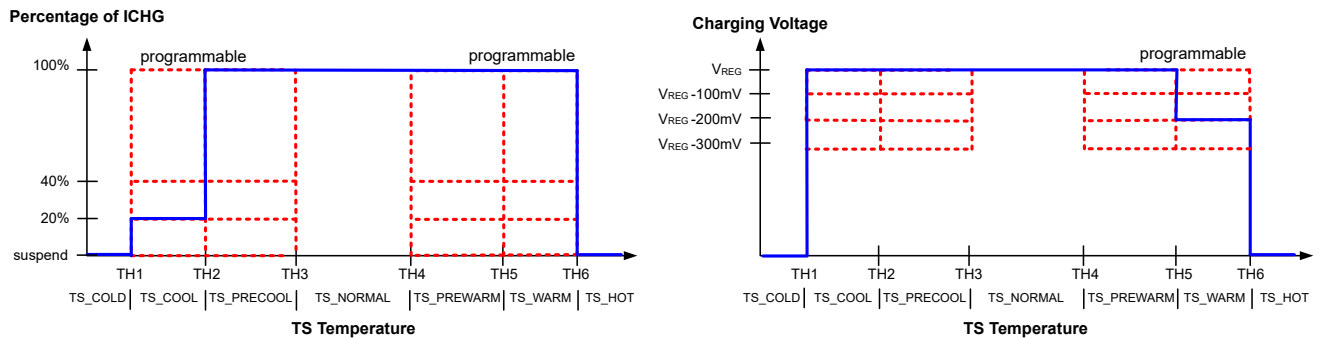 Percentage of ICHG
programmable
programmable
100%
40%
20%
suspend
TH1 TH2 TH3 TH4 TH5 TH6
TS_COLD TS_COOL TS_PRECOOL TS_NORMAL TS_PREWARM TS_WARM TS_HOT
TS Temperature
Charging Voltage
programmable
VREG
VREG -100mV
VREG -200mV
VREG -300mV
TH1 TH2 TH3 TH4 TH5 TH6
TS_COLD TS_COOL TS_PRECOOL TS_NORMAL TS_PREWARM TS_WARM TS_HOT
TS Temperature